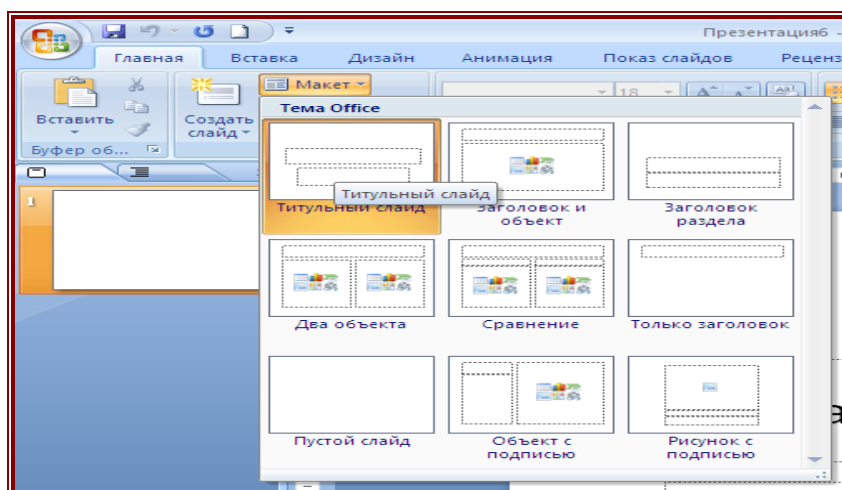 Презентация6 -
Главная Вставка Дизайн Анимация Показ слайдов Реценз
Макет
18
Вставить
Создать слайд
Буфер об...
Тема Office
1
Титульный слайд
Титульный слайд
Заголовок и объект
Заголовок раздела
Два объекта
Сравнение
Только заголовок
Пустой слайд
Объект с подписью
Рисунок с подписью